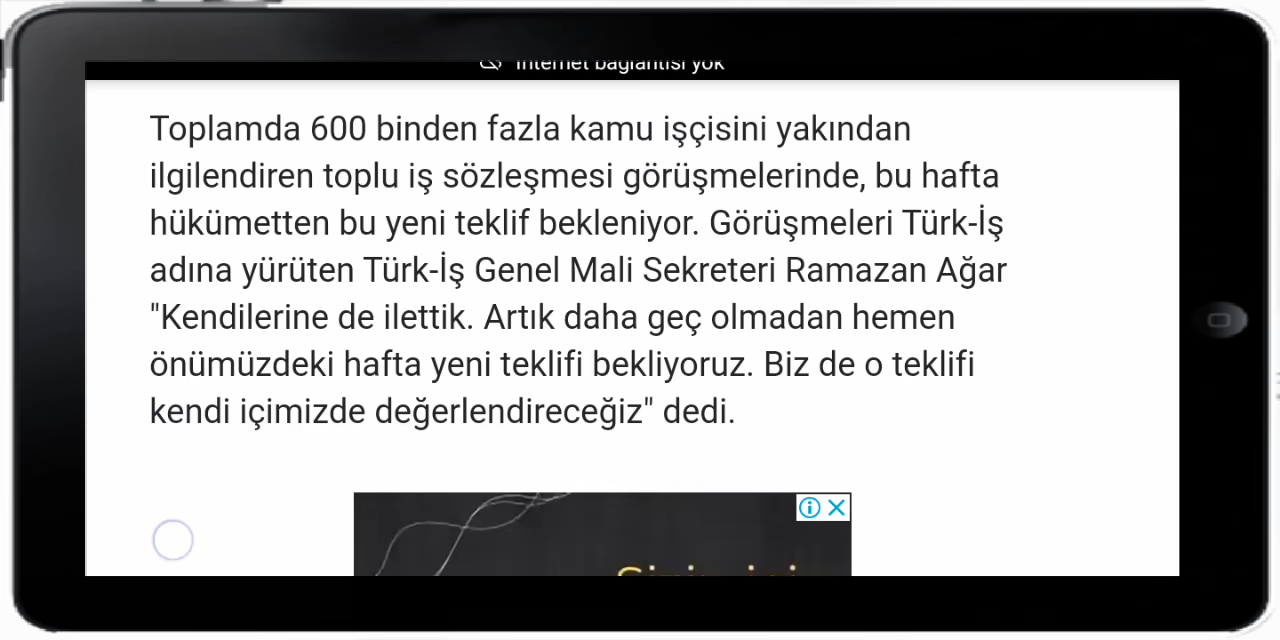 İnternet bağlantısı yok
Toplamda 600 binden fazla kamu işçisini yakından
ilgilendiren toplu iş sözleşmesi görüşmelerinde, bu hafta
hükümetten bu yeni teklif bekleniyor. Görüşmeleri Türk-İş
adına yürüten Türk-İş Genel Mali Sekreteri Ramazan Ağar
"Kendilerine de ilettik. Artık daha geç olmadan hemen
önümüzdeki hafta yeni teklifi bekliyoruz. Biz de o teklifi
kendi içimizde değerlendireceğiz" dedi.